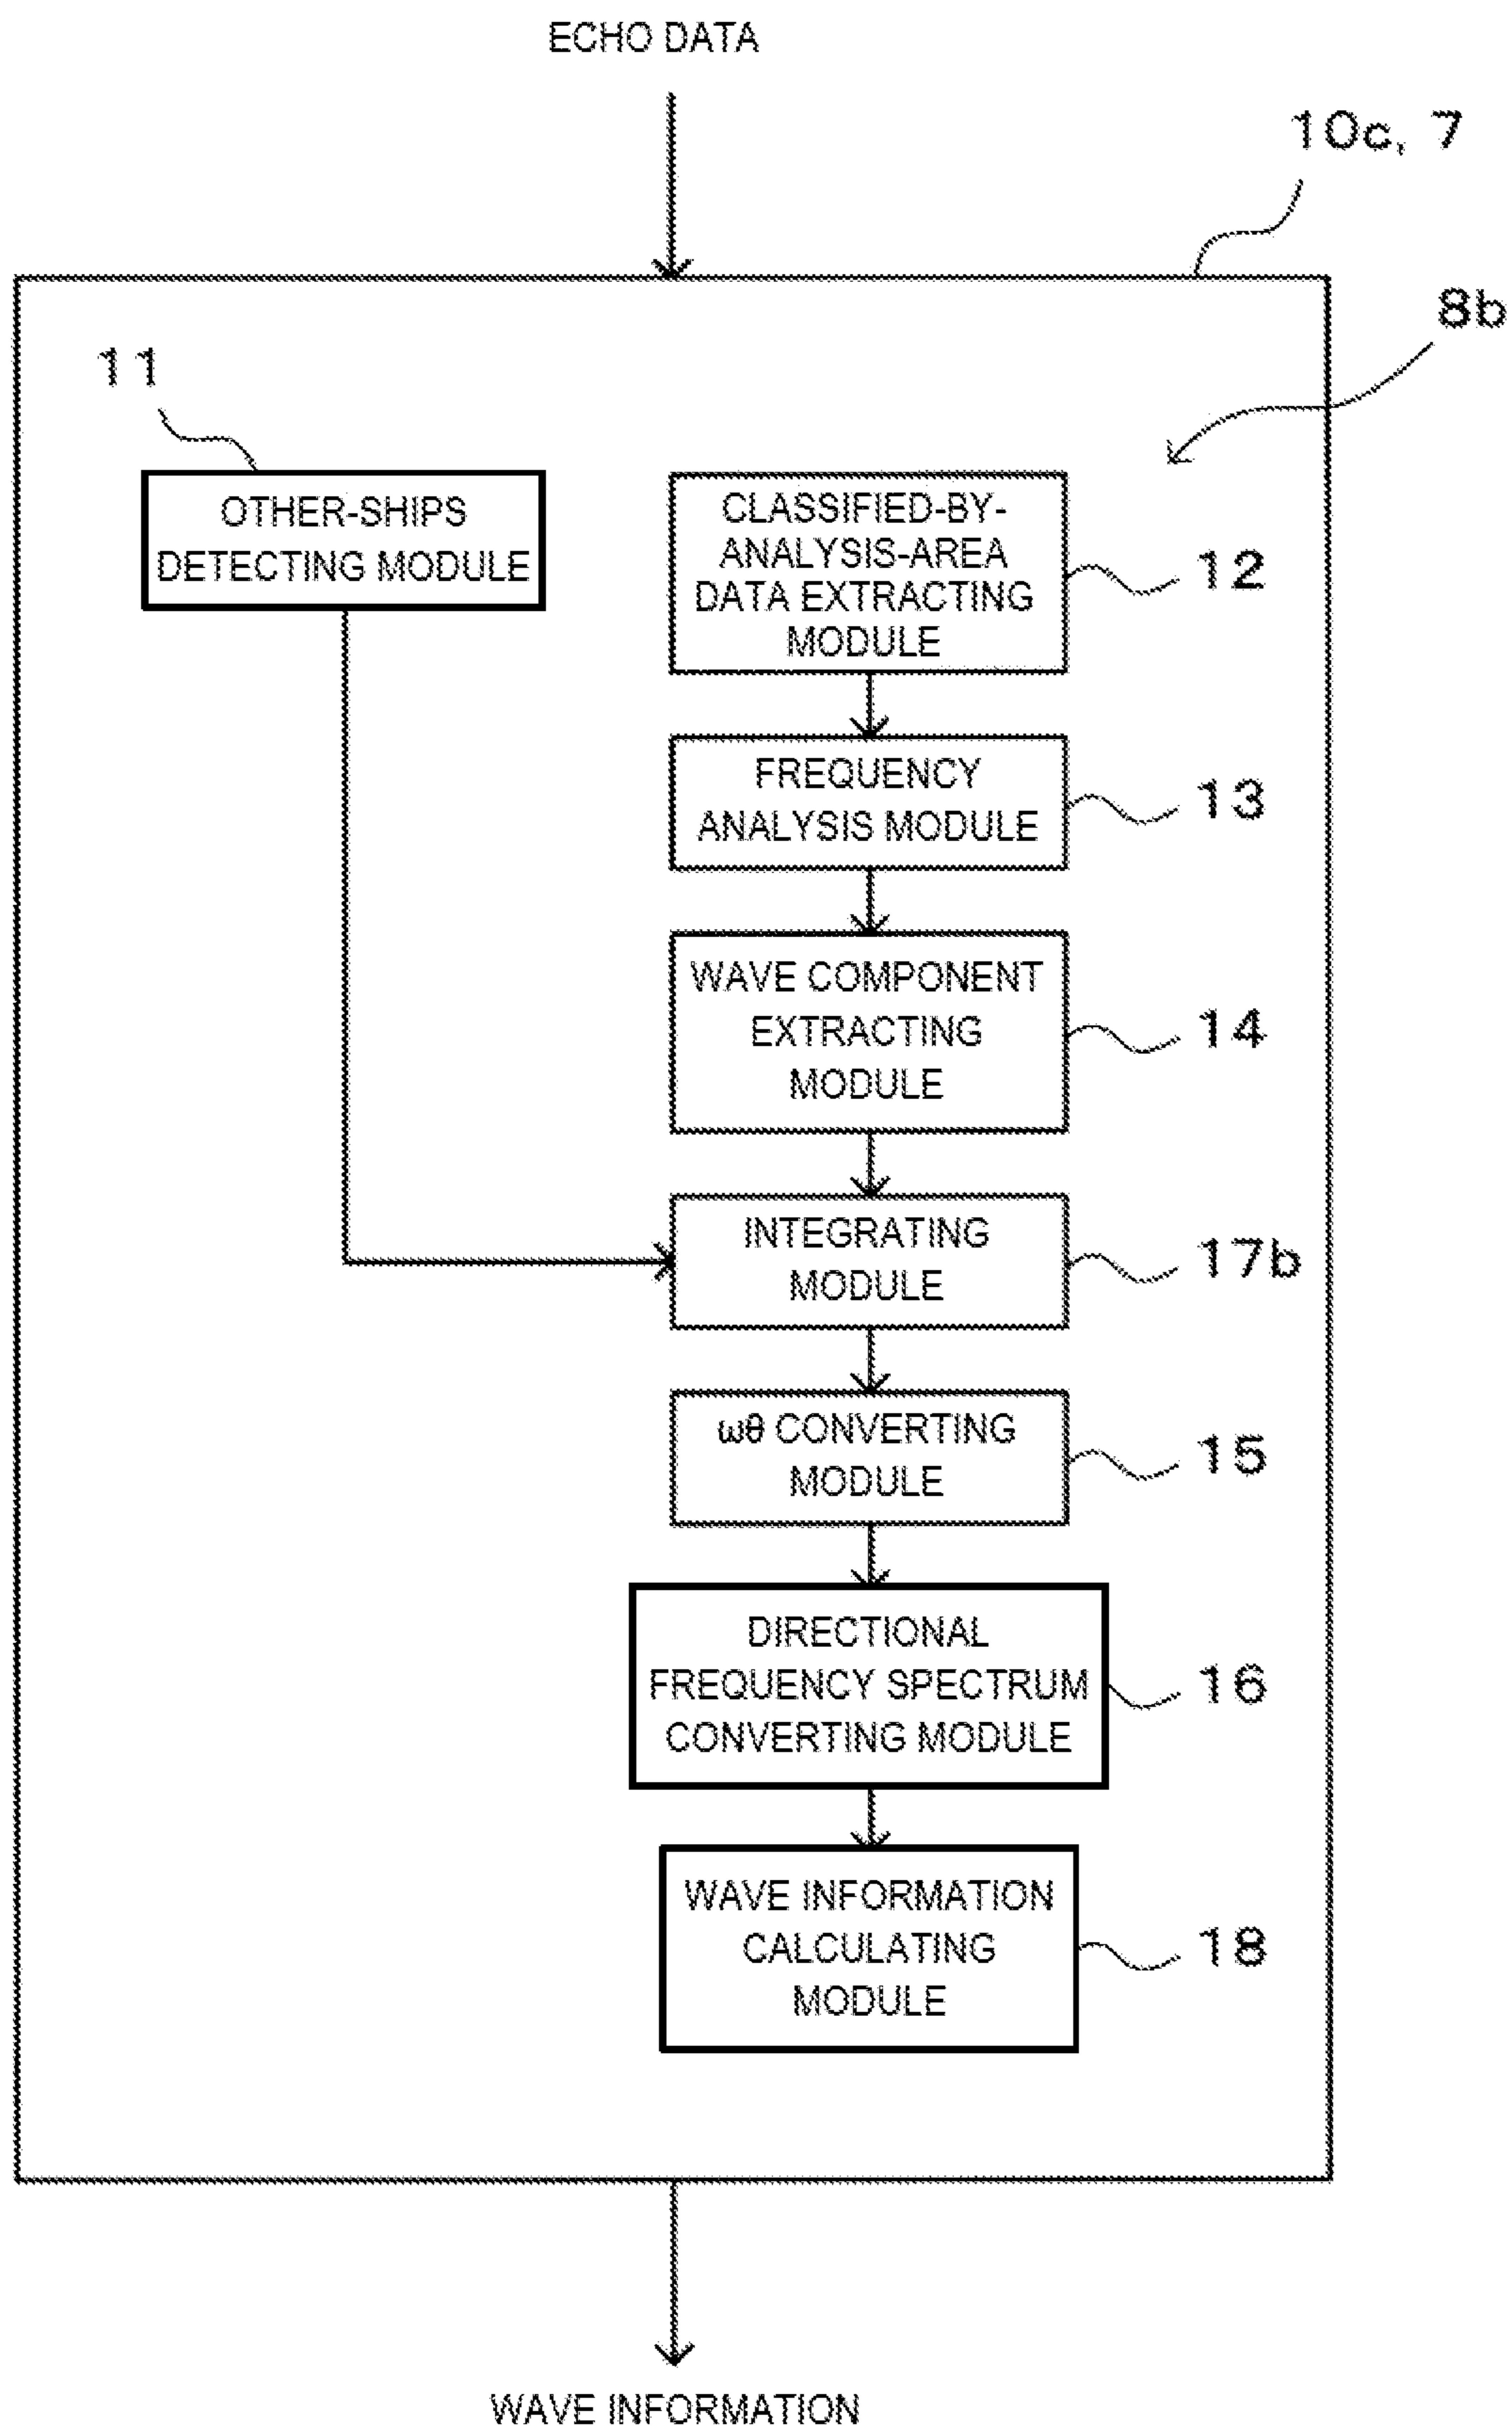 ECHO DATA
10c, 7
8b
11
OTHER-SHIPS
DETECTING MODULE
CLASSIFIED-BY-
ANALYSIS-AREA
DATA EXTRACTING
MODULE
12
FREQUENCY
ANALYSIS MODULE
13
WAVE COMPONENT
EXTRACTING
MODULE
14
INTEGRATING
MODULE
17b
ωθ CONVERTING
MODULE
15
DIRECTIONAL
FREQUENCY SPECTRUM
CONVERTING MODULE
16
WAVE INFORMATION
CALCULATING
MODULE
18
WAVE INFORMATION